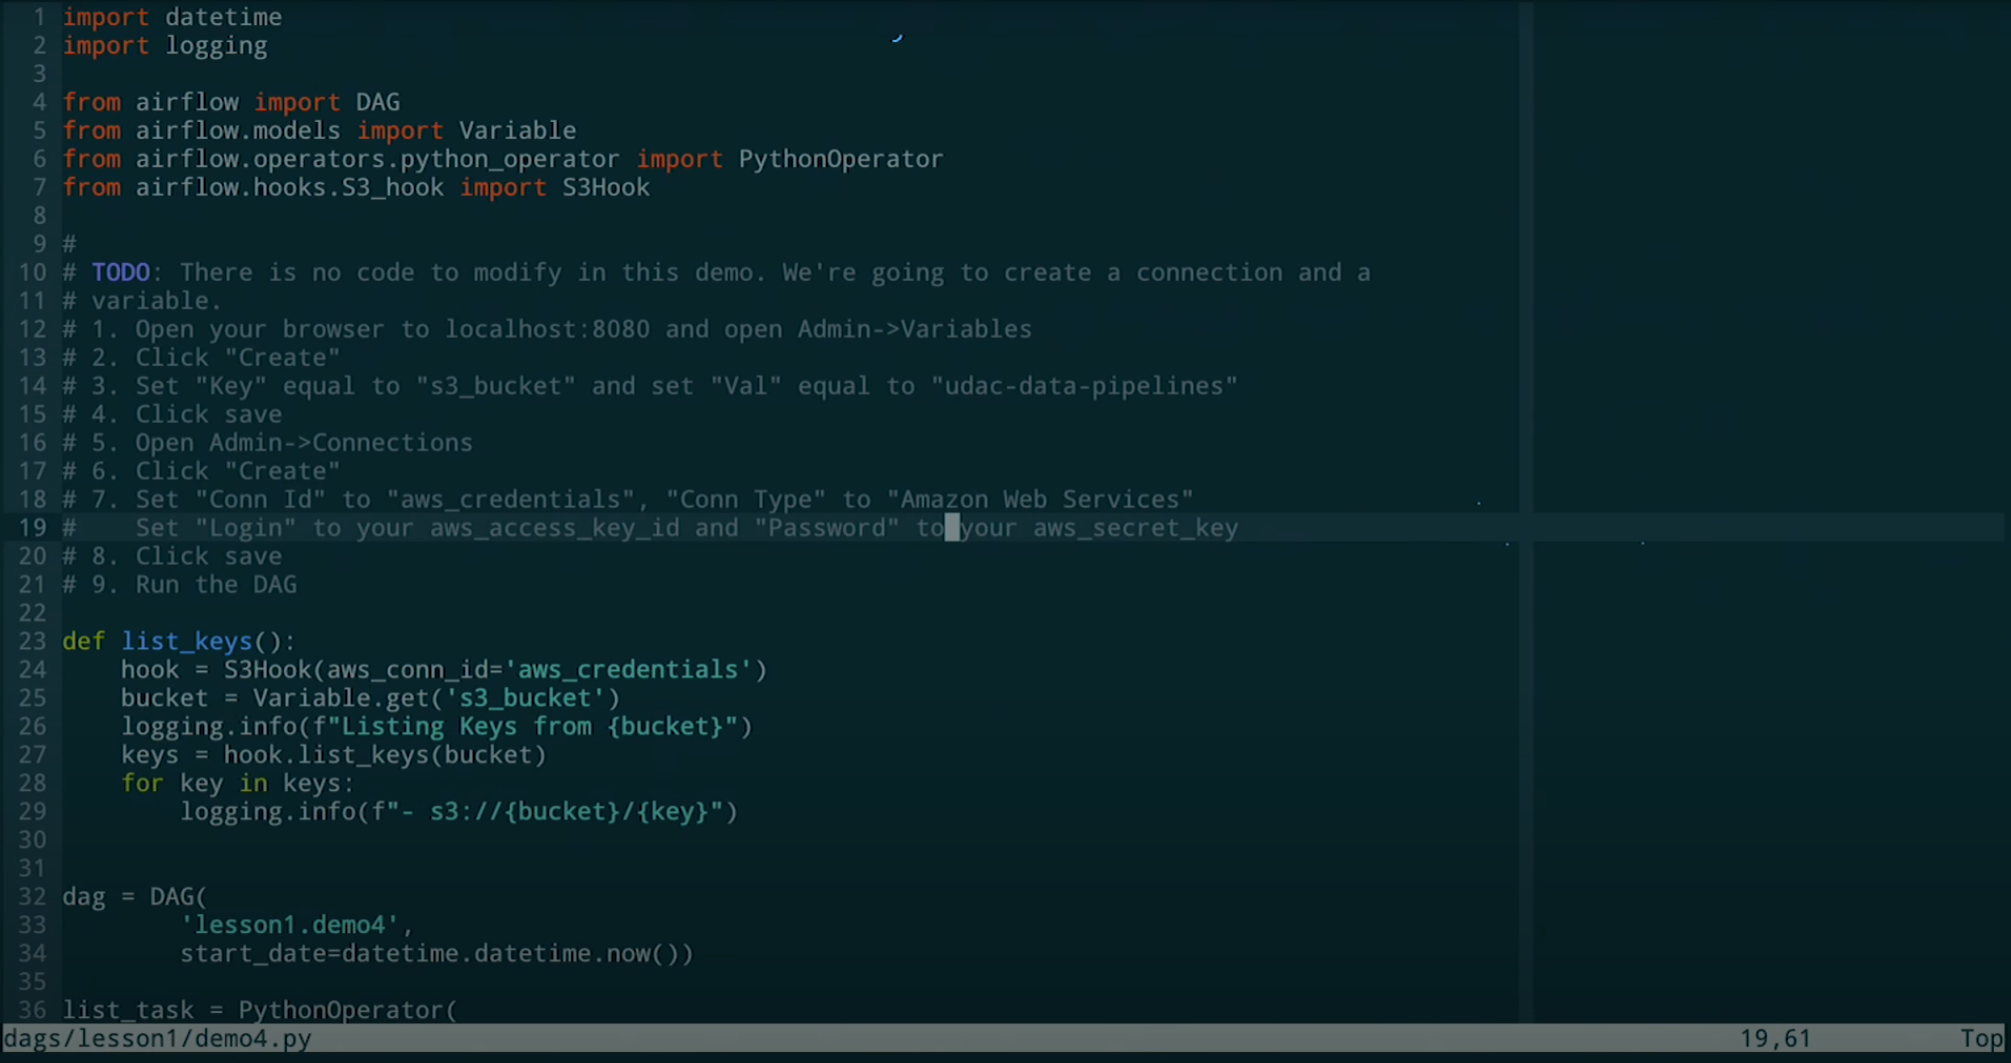 1 import datetime
2 import logging
3
4 from airflow import DAG
5 from airflow.models import Variable
6 from airflow.operators.python_operator import PythonOperator
7 from airflow.hooks.S3_hook import S3Hook
8
9 #
10 # TODO: There is no code to modify in this demo. We're going to create a connection and a
11 # variable.
12 # 1. Open your browser to localhost:8080 and open Admin->Variables
13 # 2. Click "Create"
14 # 3. Set "Key" equal to "s3_bucket" and set "Val" equal to "udac-data-pipelines"
15 # 4. Click save
16 # 5. Open Admin->Connections
17 # 6. Click "Create"
18 # 7. Set "Conn Id" to "aws_credentials", "Conn Type" to "Amazon Web Services"
19 #    Set "Login" to your aws_access_key_id and "Password" to your aws_secret_key
20 # 8. Click save
21 # 9. Run the DAG
22
23 def list_keys():
24     hook = S3Hook(aws_conn_id='aws_credentials')
25     bucket = Variable.get('s3_bucket')
26     logging.info(f"Listing Keys from {bucket}")
27     keys = hook.list_keys(bucket)
28     for key in keys:
29         logging.info(f"- s3://{bucket}/{key}")
30
31
32 dag = DAG(
33         'lesson1.demo4',
34         start_date=datetime.datetime.now())
35
36 list_task = PythonOperator(
dags/lesson1/demo4.py 19,61 Top